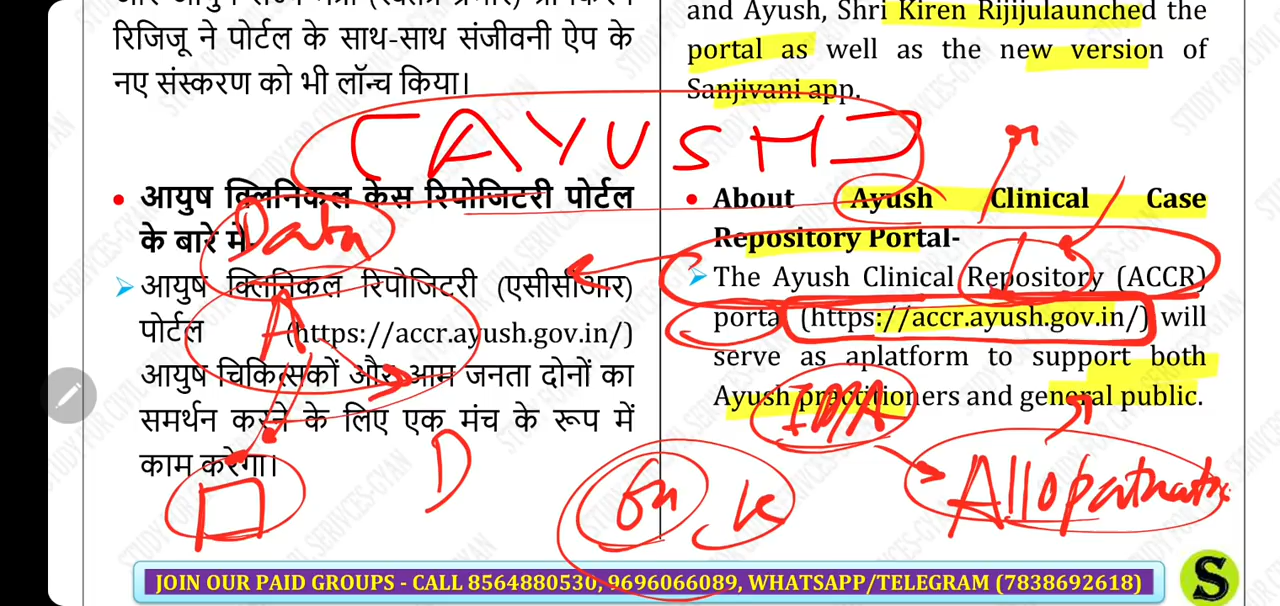 रिजिजू ने पोर्टल के साथ-साथ संजीवनी ऐप के
नए संस्करण को भी लॉन्च किया।
आयुष क्लिनिकल केस रिपोजिटरी पोर्टल
के बारे में-
आयुष क्लिनिकल रिपोजिटरी (एसीसीआर)
पोर्टल (https://accr.ayush.gov.in/)
आयुष चिकित्सकों और आम जनता दोनों का
समर्थन करने के लिए एक मंच के रूप में
काम करेगा।
and Ayush, Shri Kiren Rijijulaunched the
portal as well as the new version of
Sanjivani app.
About Ayush Clinical Case
Repository Portal-
The Ayush Clinical Repository (ACCR)
portal (https://accr.ayush.gov.in/) will
serve as aplatform to support both
Ayush practitioners and general public.
AYUSH
Data
A
IMA
D
JOIN OUR PAID GROUPS - CALL 8564880530, 9696066089, WHATSAPP/TELEGRAM (7838692618)
S